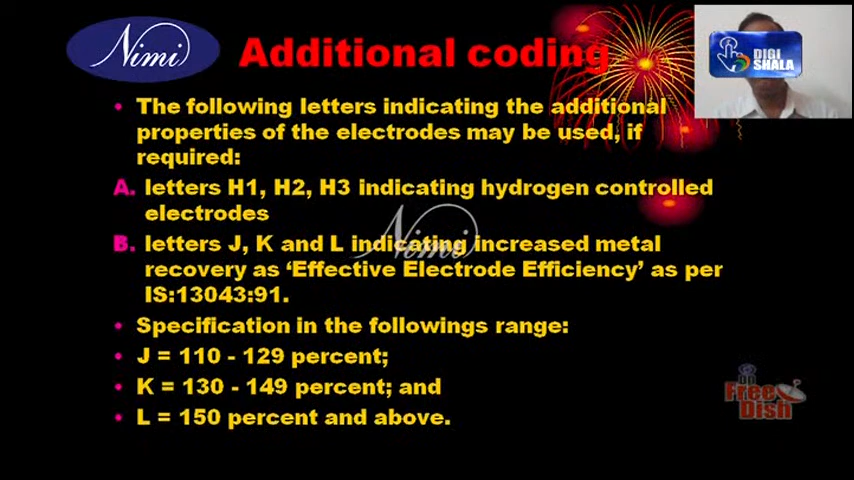 Nimi
Additional coding
DIGI
SHALA
• The following letters indicating the additional
properties of the electrodes may be used, if
required:
A. letters H1, H2, H3 indicating hydrogen controlled
electrodes
Nimi
B. letters J, K and L indicating increased metal
recovery as ‘Effective Electrode Efficiency’ as per
IS:13043:91.
• Specification in the followings range:
• J = 110 - 129 percent;
• K = 130 - 149 percent; and
• L = 150 percent and above.
DD
Free
Dish